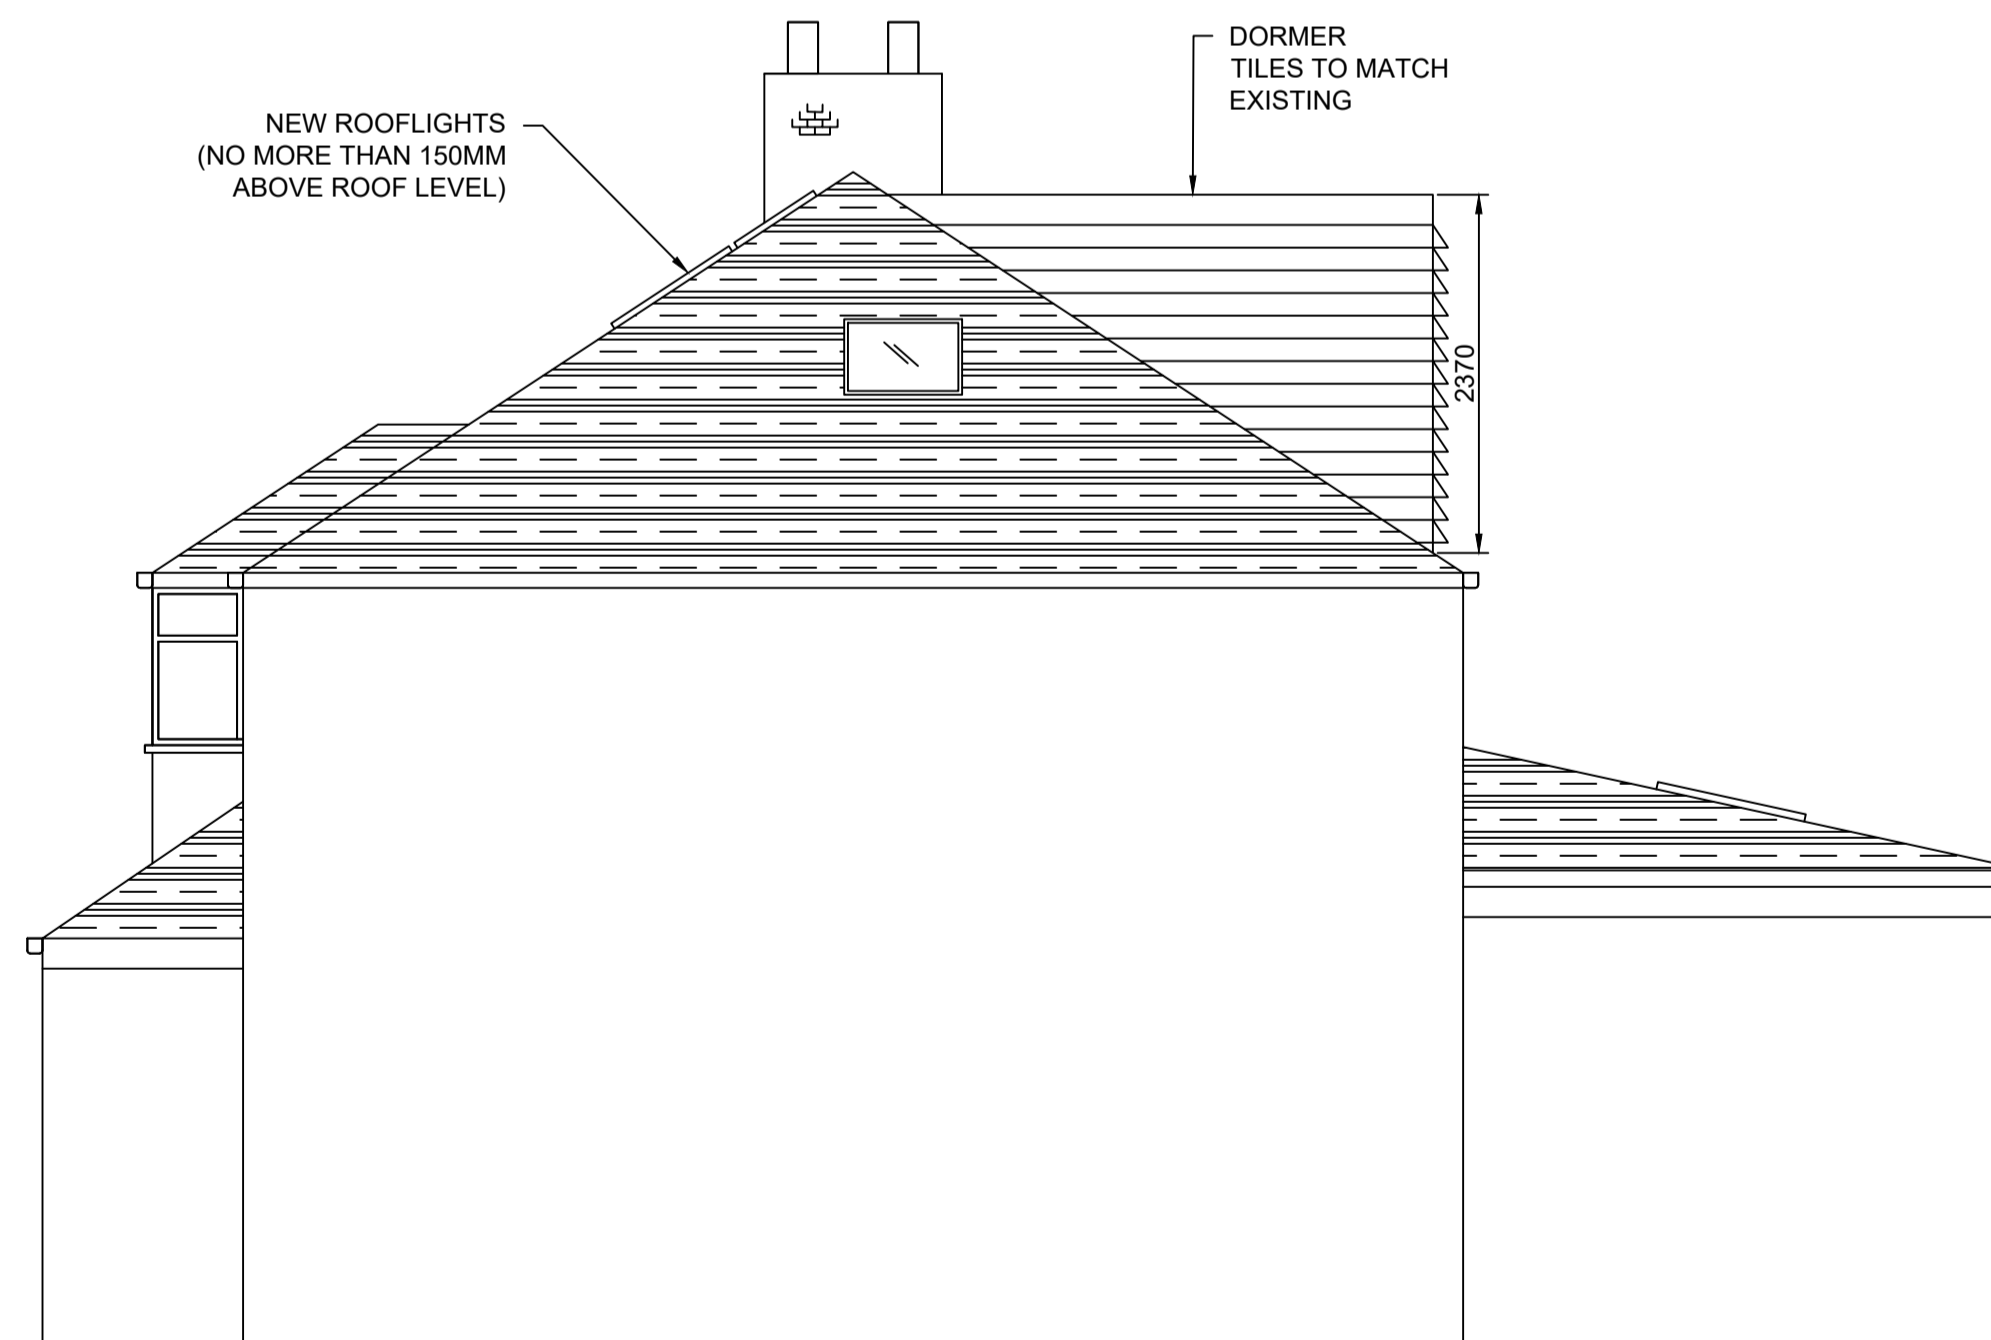 DORMER
TILES TO MATCH
EXISTING
NEW ROOFLIGHTS
(NO MORE THAN 150MM
ABOVE ROOF LEVEL)
2370